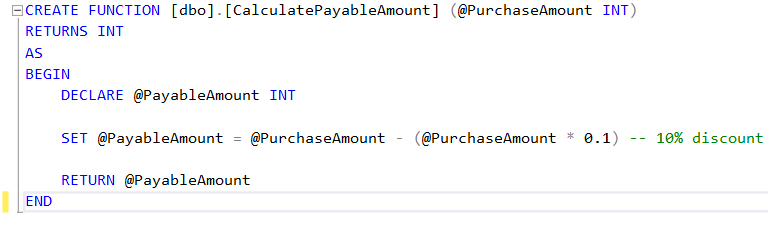 CREATE FUNCTION [dbo].[CalculatePayableAmount] (@PurchaseAmount INT)
RETURNS INT
AS
BEGIN
    DECLARE @PayableAmount INT
    SET @PayableAmount = @PurchaseAmount - (@PurchaseAmount * 0.1) -- 10% discount
    RETURN @PayableAmount
END